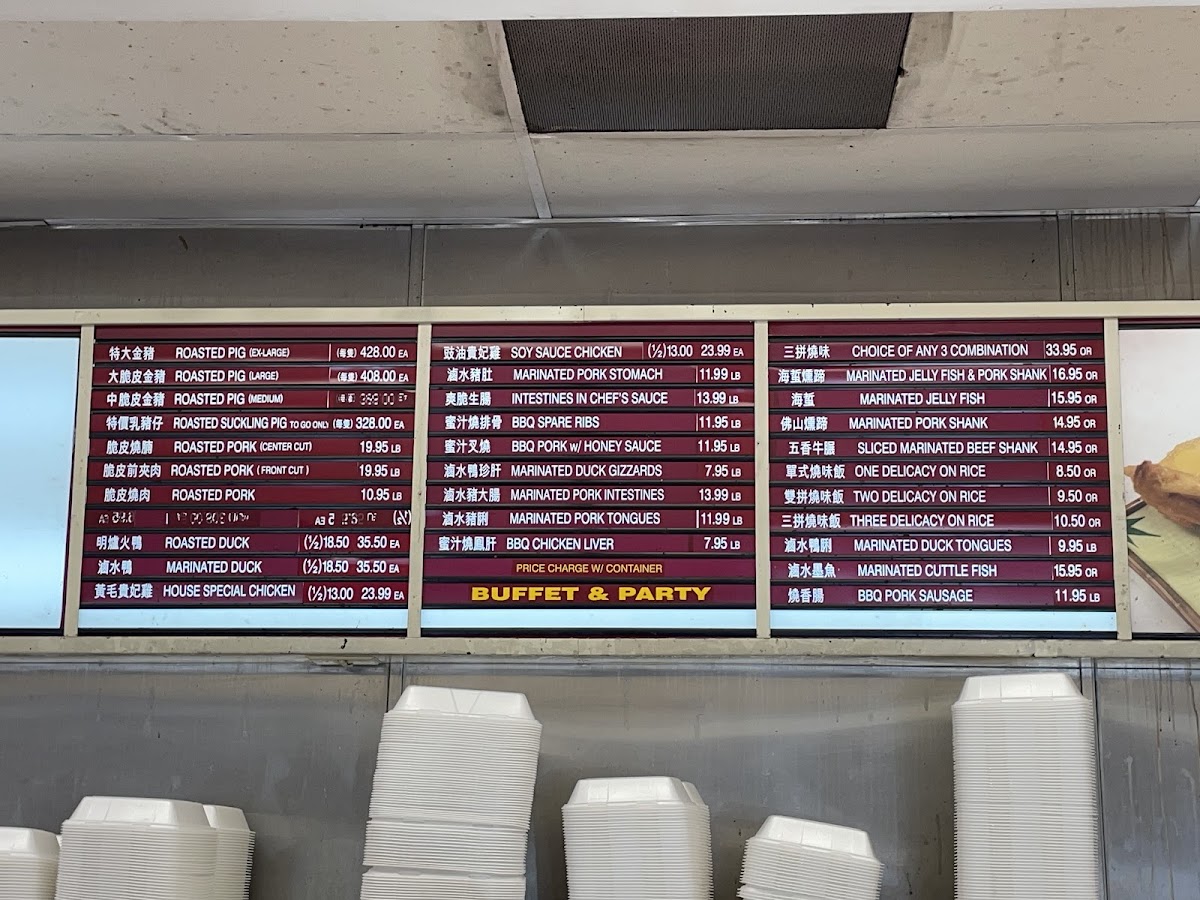 特大金豬 ROASTED PIG (EX-LARGE) (每隻) 428.00 EA
大脆皮金豬 ROASTED PIG (LARGE) (每隻) 408.00 EA
中脆皮金豬 ROASTED PIG (MEDIUM)
特價乳豬仔 ROASTED SUCKLING PIG TO GO ONLY (每隻) 328.00 EA
脆皮燒腩 ROASTED PORK (CENTER CUT) 19.95 LB
脆皮前夾肉 ROASTED PORK (FRONT CUT) 19.95 LB
脆皮燒肉 ROASTED PORK 10.95 LB
明爐火鴨 ROASTED DUCK (½)18.50 35.50 EA
滷水鴨 MARINATED DUCK (½)18.50 35.50 EA
黃毛貴妃雞 HOUSE SPECIAL CHICKEN (½)13.00 23.99 EA
豉油貴妃雞 SOY SAUCE CHICKEN (½)13.00 23.99 EA
滷水豬肚 MARINATED PORK STOMACH 11.99 LB
爽脆生腸 INTESTINES IN CHEF'S SAUCE 13.99 LB
蜜汁燒排骨 BBQ SPARE RIBS 11.95 LB
蜜汁叉燒 BBQ PORK w/ HONEY SAUCE 11.95 LB
滷水鴨珍肝 MARINATED DUCK GIZZARDS 7.95 LB
滷水豬大腸 MARINATED PORK INTESTINES 13.99 LB
滷水豬脷 MARINATED PORK TONGUES 11.99 LB
蜜汁燒鳳肝 BBQ CHICKEN LIVER 7.95 LB
PRICE CHARGE W/ CONTAINER
BUFFET & PARTY
三拼燒味 CHOICE OF ANY 3 COMBINATION 33.95 OR
海蜇燻蹄 MARINATED JELLY FISH & PORK SHANK 16.95 OR
海蜇 MARINATED JELLY FISH 15.95 OR
佛山燻蹄 MARINATED PORK SHANK 14.95 OR
五香牛𦟌 SLICED MARINATED BEEF SHANK 14.95 OR
單式燒味飯 ONE DELICACY ON RICE 8.50 OR
雙拼燒味飯 TWO DELICACY ON RICE 9.50 OR
三拼燒味飯 THREE DELICACY ON RICE 10.50 OR
滷水鴨脷 MARINATED DUCK TONGUES 9.95 LB
滷水墨魚 MARINATED CUTTLE FISH 15.95 OR
燒香腸 BBQ PORK SAUSAGE 11.95 LB